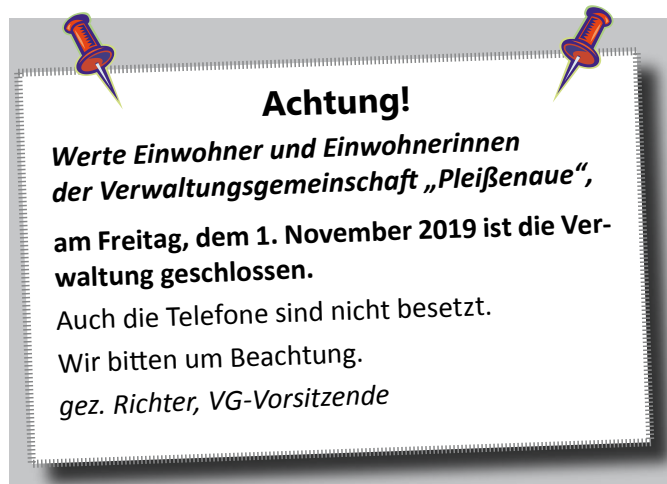 Achtung!
Werte Einwohner und Einwohnerinnen
der Verwaltungsgemeinschaft „Pleißenaue“,
am Freitag, dem 1. November 2019 ist die Ver-
waltung geschlossen.
Auch die Telefone sind nicht besetzt.
Wir bitten um Beachtung.
gez. Richter, VG-Vorsitzende